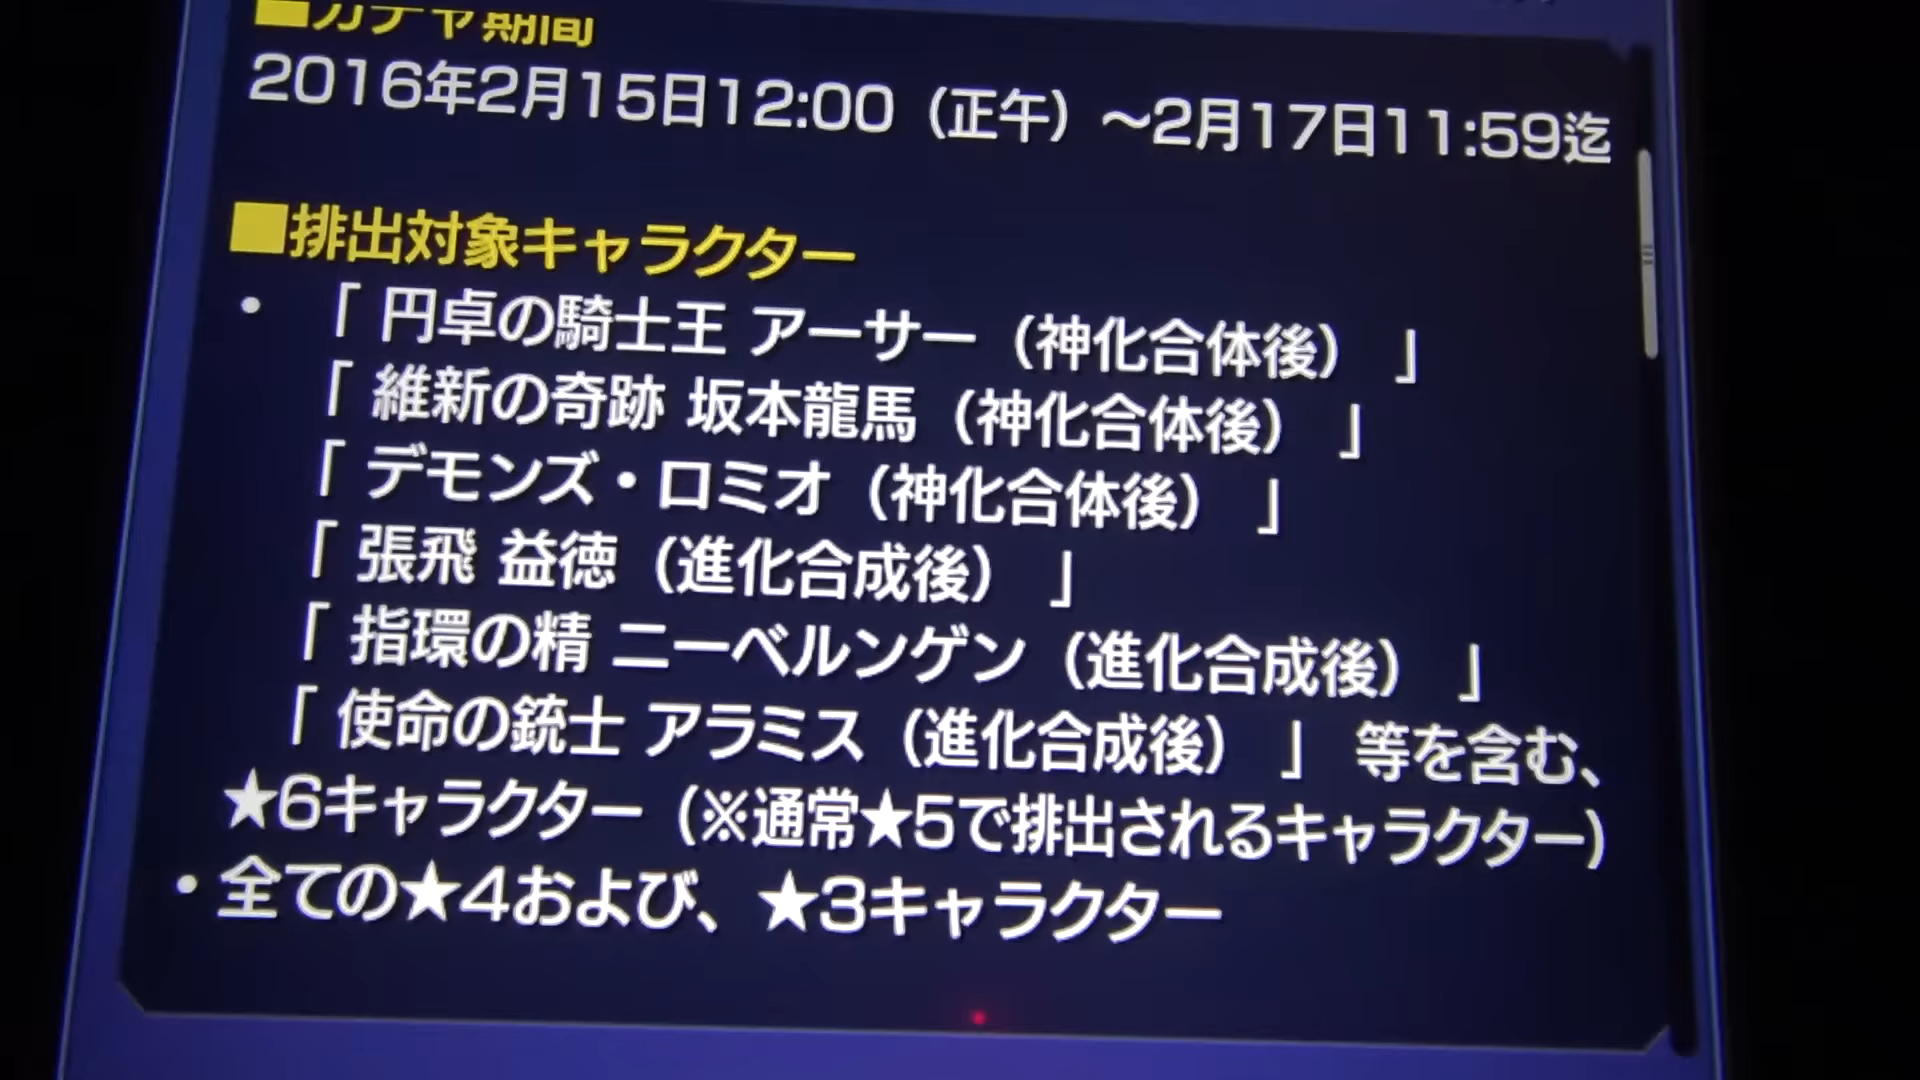 ■ガチャ期間
2016年2月15日12:00（正午）～2月17日11:59迄
■排出対象キャラクター
・「 円卓の騎士王 アーサー（神化合体後） 」
「 維新の奇跡 坂本龍馬（神化合体後） 」
「 デモンズ・ロミオ（神化合体後） 」
「 張飛 益徳（進化合成後） 」
「 指環の精 ニーベルンゲン（進化合成後） 」
「 使命の銃士 アラミス（進化合成後） 」 等を含む、
★6キャラクター（※通常★5で排出されるキャラクター）
・全ての★4および、★3キャラクター